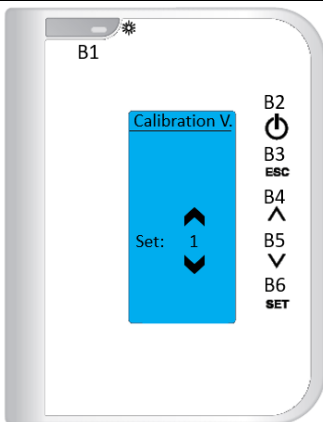 B1
Calibration V.
Set: 1
B2
B3
ESC
B4
B5
B6
SET